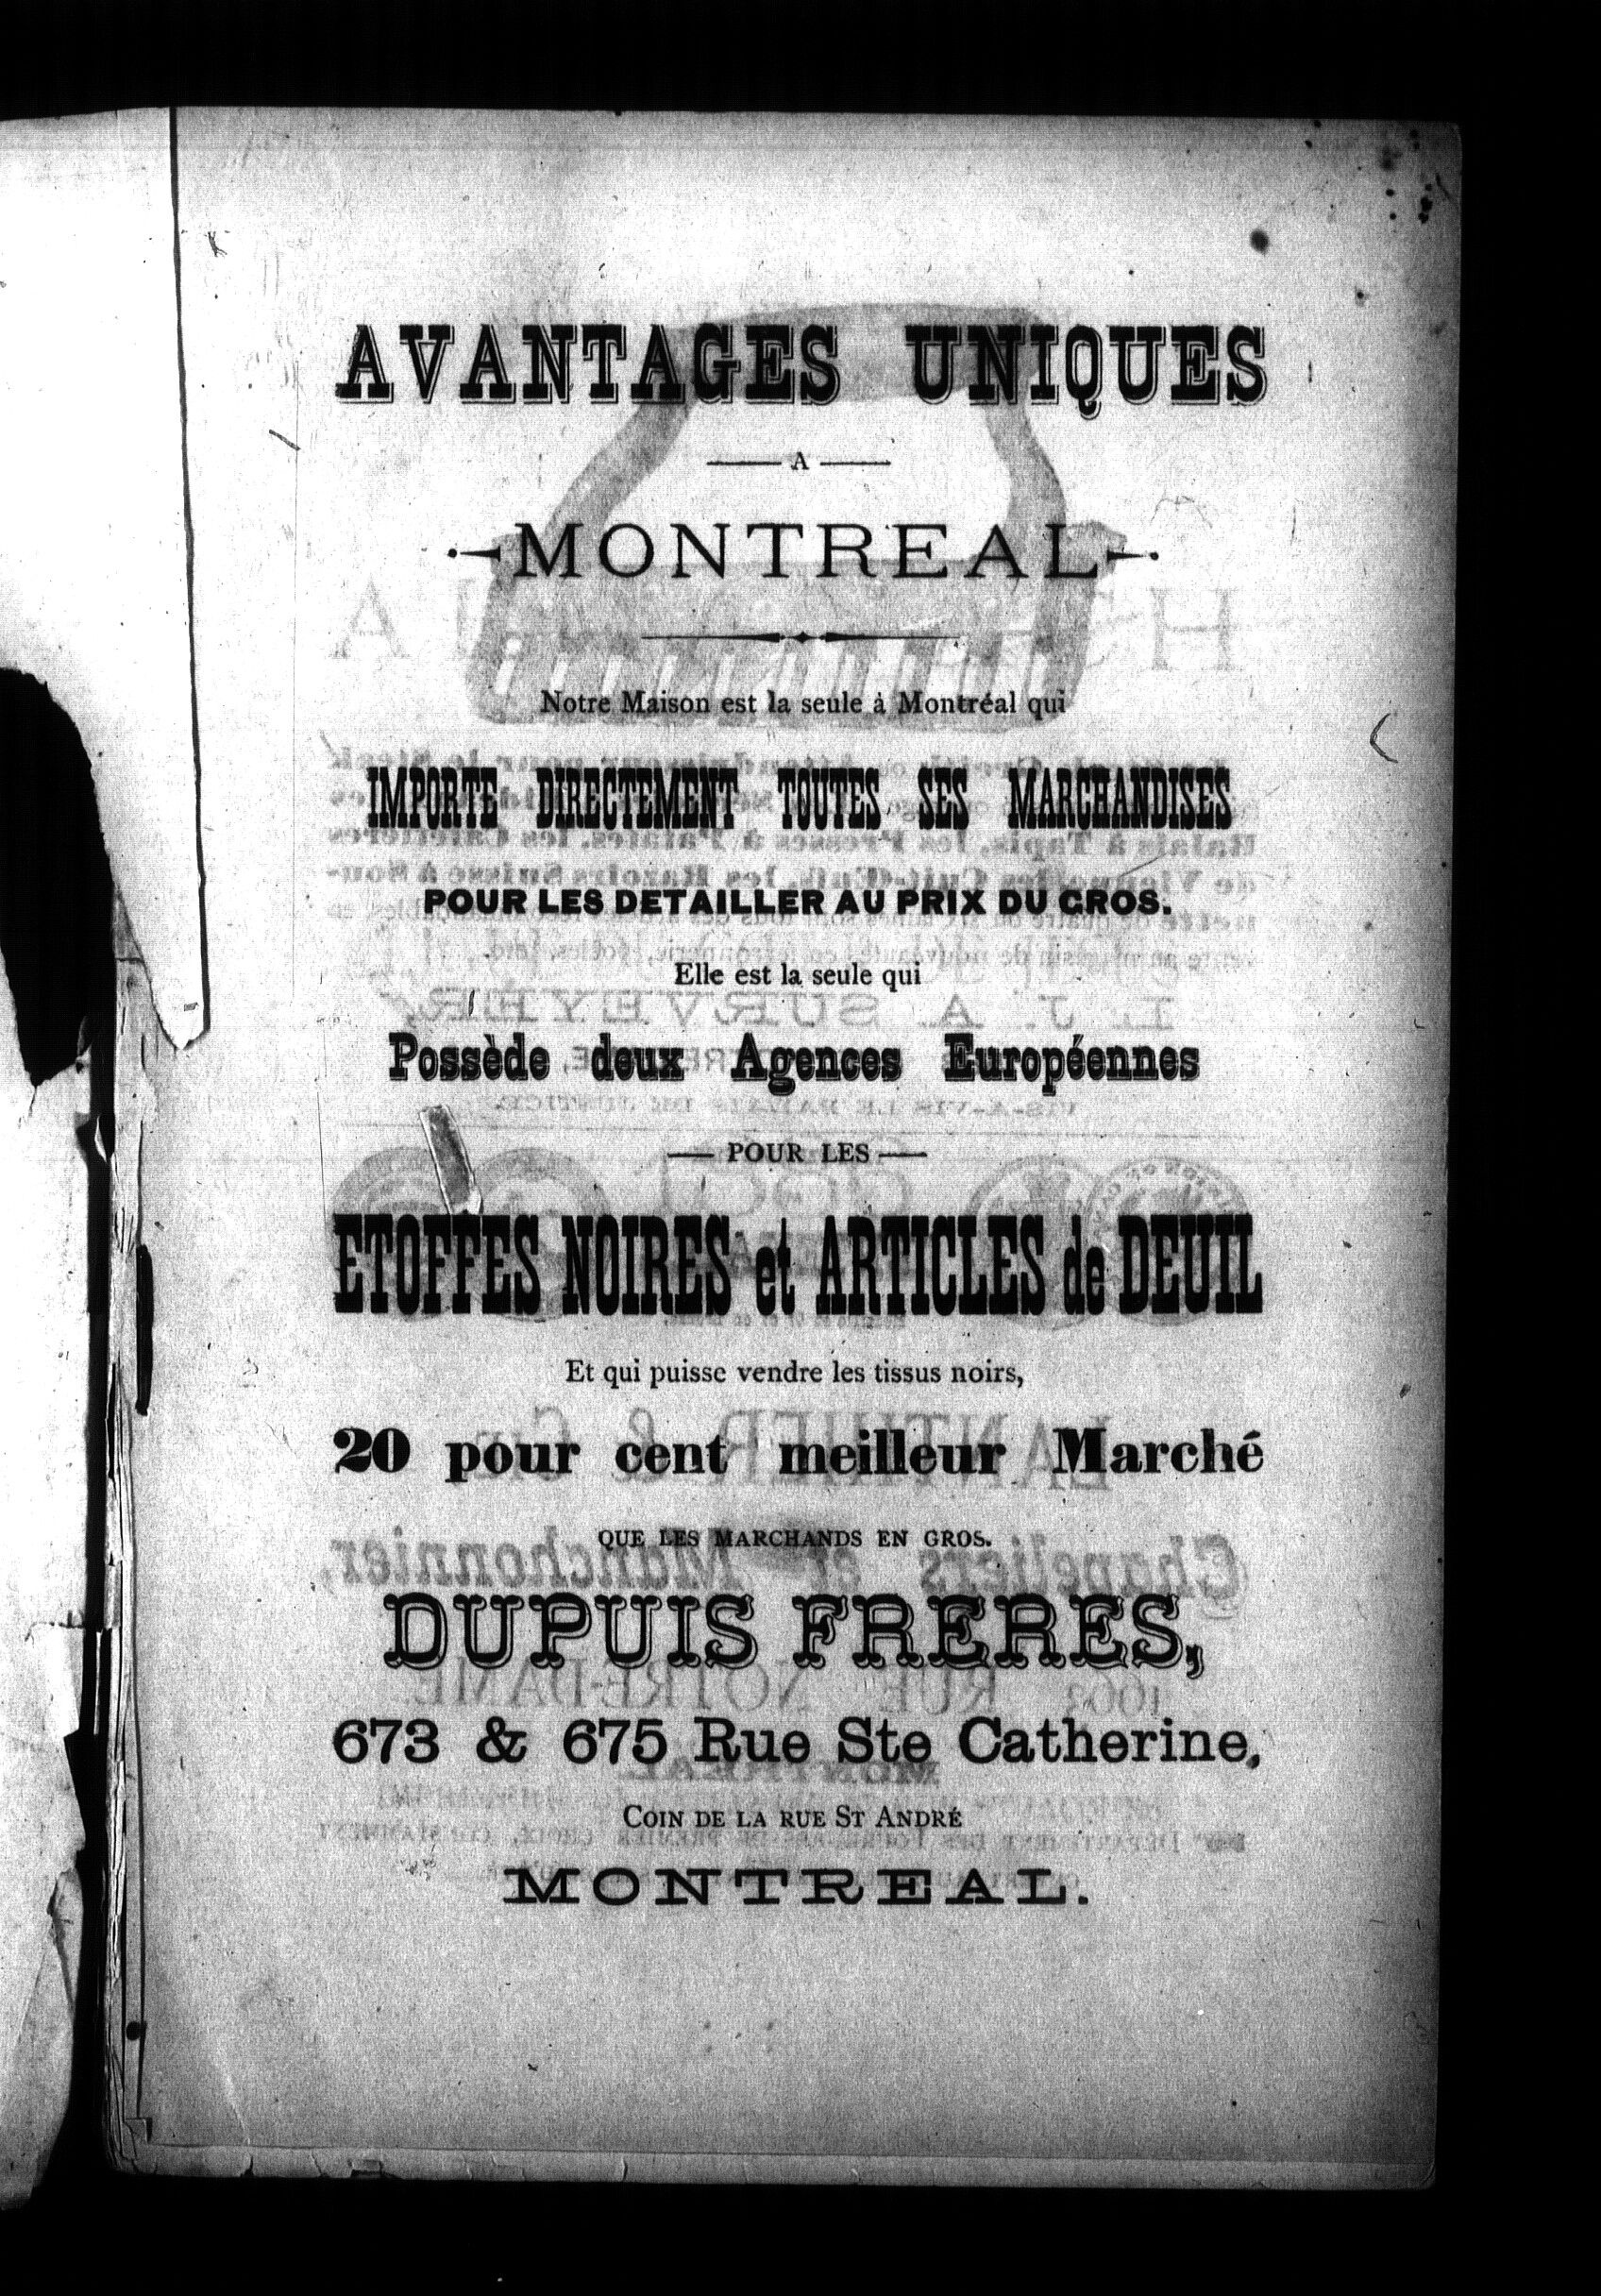 AVANTAGES UNIQUES
A
MONTREAL
Notre Maison est la seule à Montréal qui
IMPORTE DIRECTEMENT TOUTES SES MARCHANDISES
POUR LES DETAILLER AU PRIX DU GROS.
Elle est la seule qui
Possède deux Agences Européennes
POUR LES
ETOFFES NOIRES et ARTICLES de DEUIL
Et qui puisse vendre les tissus noirs,
20 pour cent meilleur Marché
QUE LES MARCHANDS EN GROS.
DUPUIS FRERES,
673 & 675 Rue Ste Catherine,
COIN DE LA RUE ST ANDRÉ
MONTREAL.